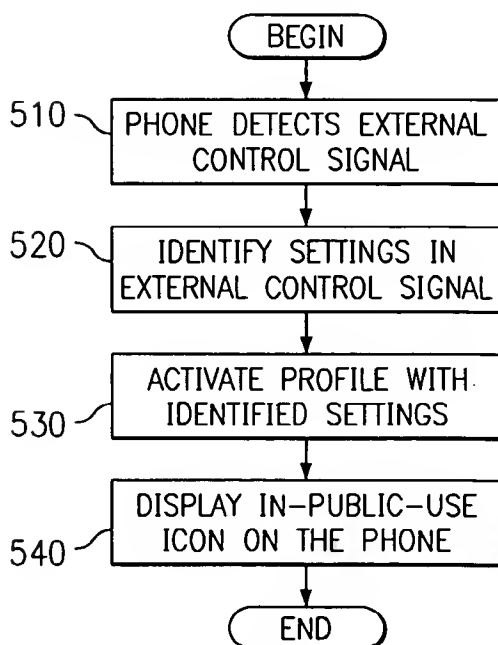 BEGIN
510
PHONE DETECTS EXTERNAL
CONTROL SIGNAL
520
IDENTIFY SETTINGS IN
EXTERNAL CONTROL SIGNAL
530
ACTIVATE PROFILE WITH
IDENTIFIED SETTINGS
540
DISPLAY IN-PUBLIC-USE
ICON ON THE PHONE
END